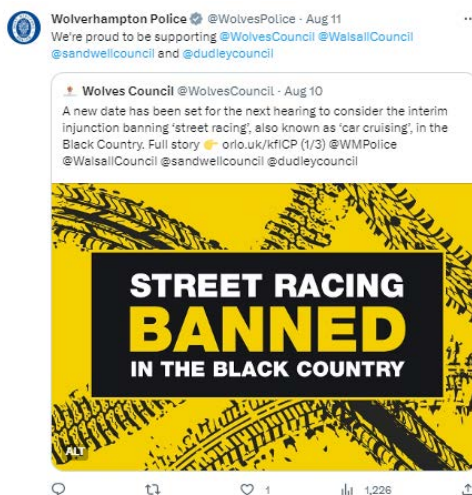 Wolverhampton Police @WolvesPolice · Aug 11
We're proud to be supporting @WolvesCouncil @WalsallCouncil
@sandwellcouncil and @dudleycouncil
Wolves Council @WolvesCouncil · Aug 10
A new date has been set for the next hearing to consider the interim
injunction banning 'street racing', also known as 'car cruising', in the
Black Country. Full story 👉 orlo.uk/kfICP (1/3) @WMPolice
@WalsallCouncil @sandwellcouncil @dudleycouncil
STREET RACING
BANNED
IN THE BLACK COUNTRY
ALT
1 1,226